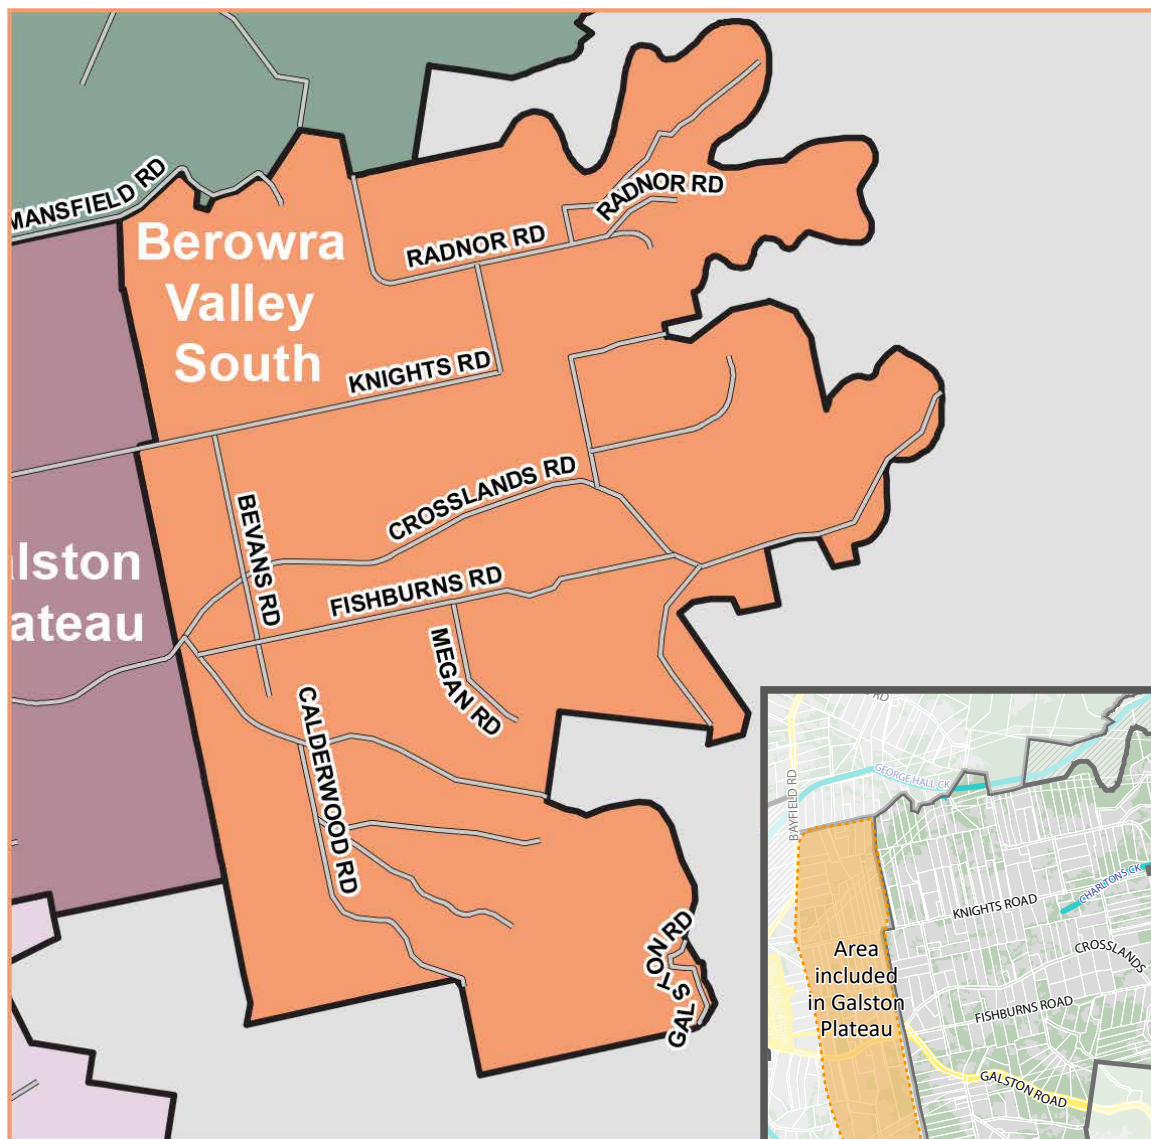 MANSFIELD RD
Berowra
Valley
South
RADNOR RD
RADNOR RD
KNIGHTS RD
CROSSLANDS RD
BEVANS RD
FISHBURNS RD
MEGAN RD
alston
ateau
CALDERWOOD RD
GALSTON RD
RD
GEORGE HALL CK
BAYFIELD RD
KNIGHTS ROAD
CHARLTONS CK
CROSSLANDS
FISHBURNS ROAD
GALSTON ROAD
Area
included
in Galston
Plateau